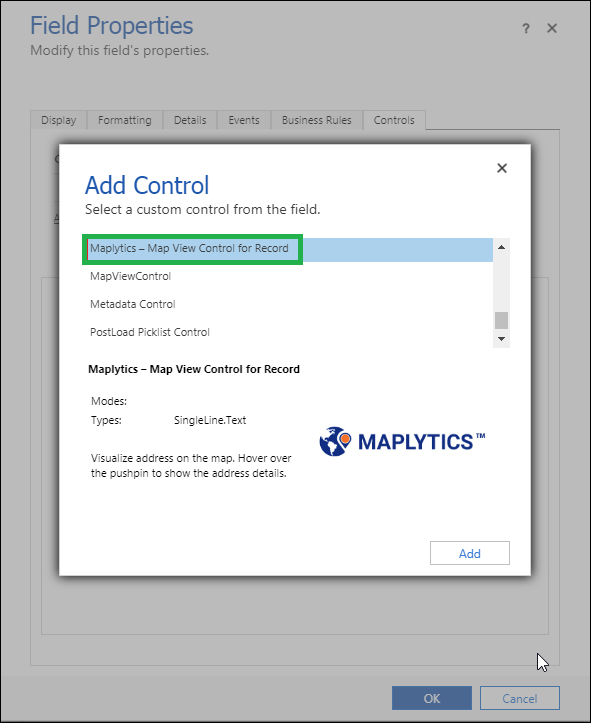 Field Properties
? ×
Modify this field's properties.
Display Formatting Details Events Business Rules Controls
Add Control
Select a custom control from the field.
Maplytics – Map View Control for Record
MapViewControl
Metadata Control
PostLoad Picklist Control
Maplytics – Map View Control for Record
Modes:
Types: SingleLine.Text
MAPLYTICS™
Visualize address on the map. Hover over
the pushpin to show the address details.
Add
OK Cancel